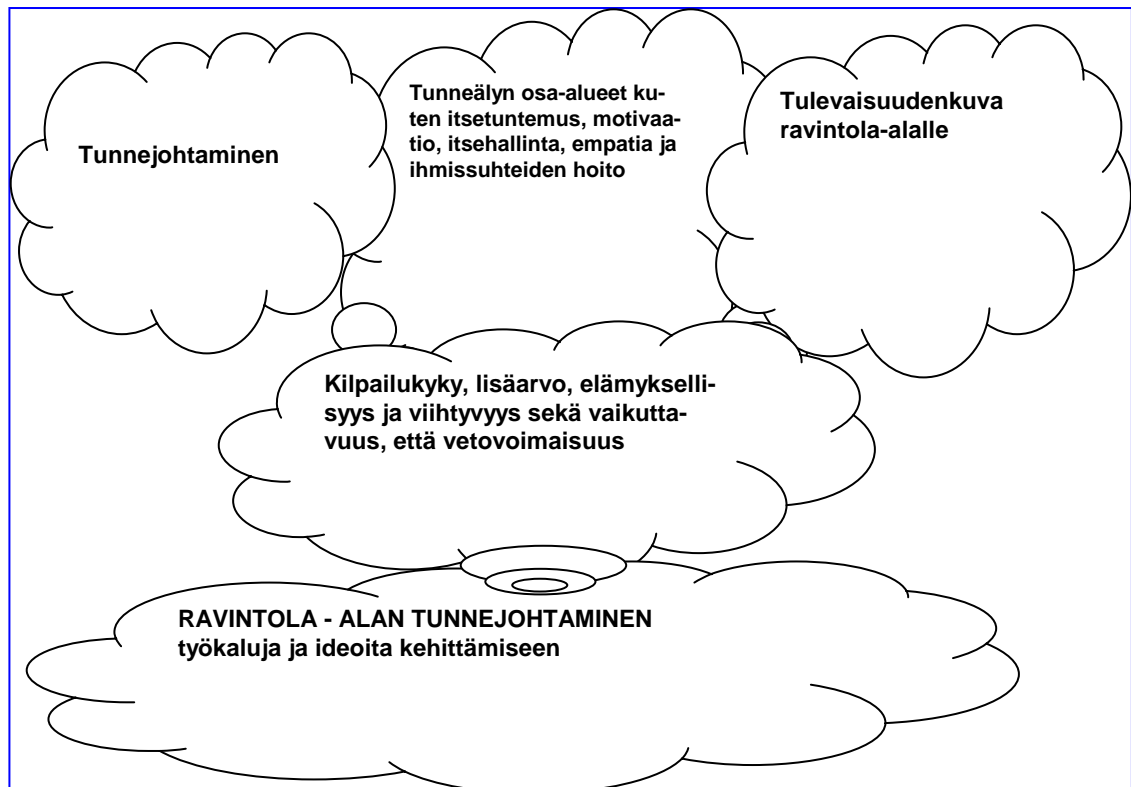 Tunnejohtaminen
Tunneälyn osa-alueet ku-
ten itsetuntemus, motivaa-
tio, itsehallinta, empatia ja
ihmissuhteiden hoito
Tulevaisuudenkuva
ravintola-alalle
Kilpailukyky, lisäarvo, elämykselli-
syys ja viihtyvyys sekä vaikutta-
vuus, että vetovoimaisuus
RAVINTOLA - ALAN TUNNEJOHTAMINEN
työkaluja ja ideoita kehittämiseen